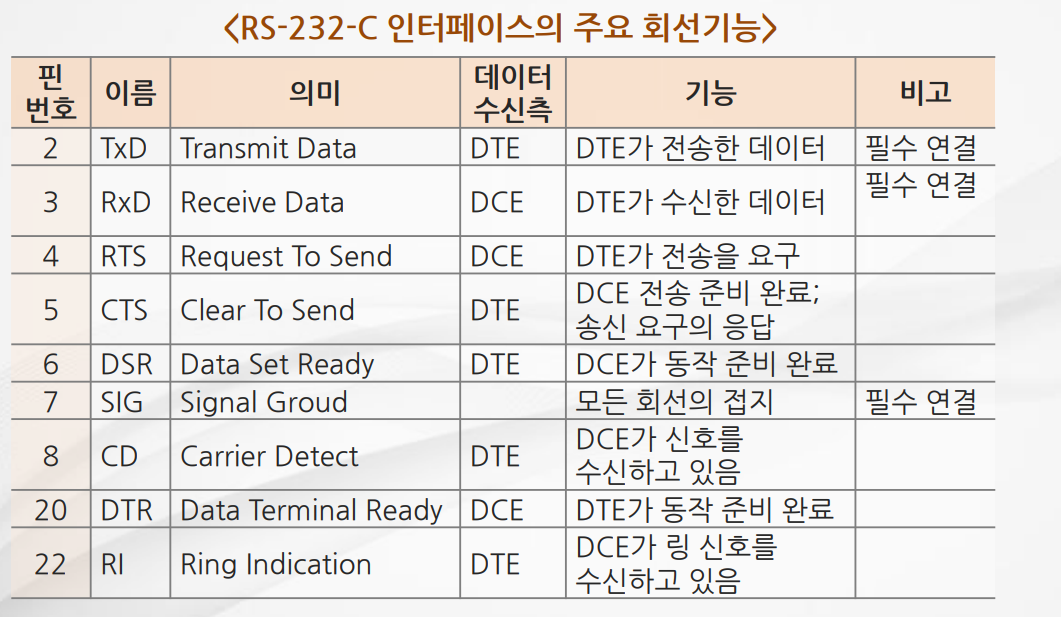 <RS-232-C 인터페이스의 주요 회선기능>
핀 번호 이름 의미 데이터 수신측 기능 비고
2 TxD Transmit Data DTE DTE가 전송한 데이터 필수 연결
3 RxD Receive Data DCE DTE가 수신한 데이터 필수 연결
4 RTS Request To Send DCE DTE가 전송을 요구
5 CTS Clear To Send DTE DCE 전송 준비 완료;
송신 요구의 응답
6 DSR Data Set Ready DTE DCE가 동작 준비 완료
7 SIG Signal Groud 모든 회선의 접지 필수 연결
8 CD Carrier Detect DTE DCE가 신호를
수신하고 있음
20 DTR Data Terminal Ready DCE DTE가 동작 준비 완료
22 RI Ring Indication DTE DCE가 링 신호를
수신하고 있음